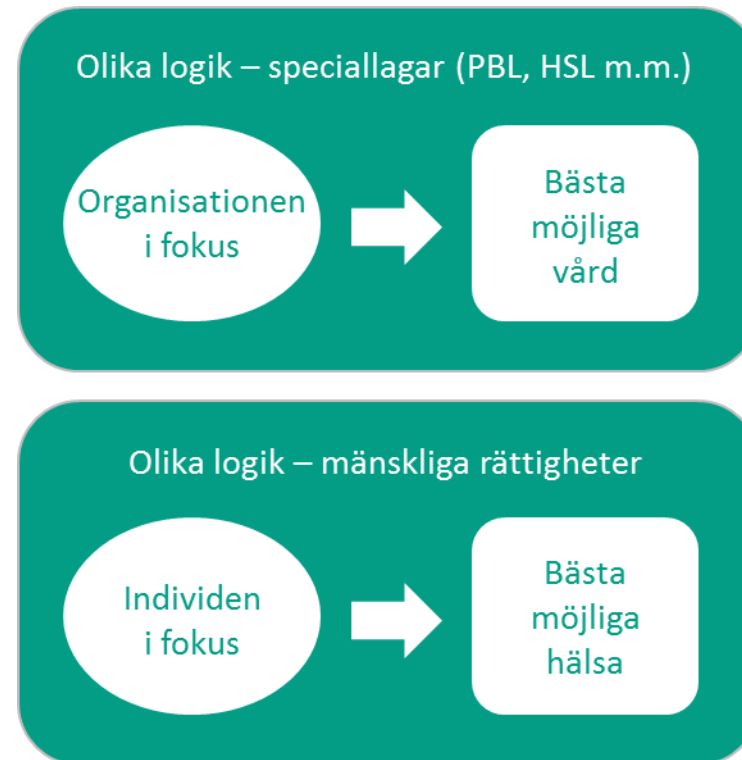 Olika logik – speciallagar (PBL, HSL m.m.)
Organisationen
i fokus
Bästa
möjliga
vård
Olika logik – mänskliga rättigheter
Individen
i fokus
Bästa
möjliga
hälsa